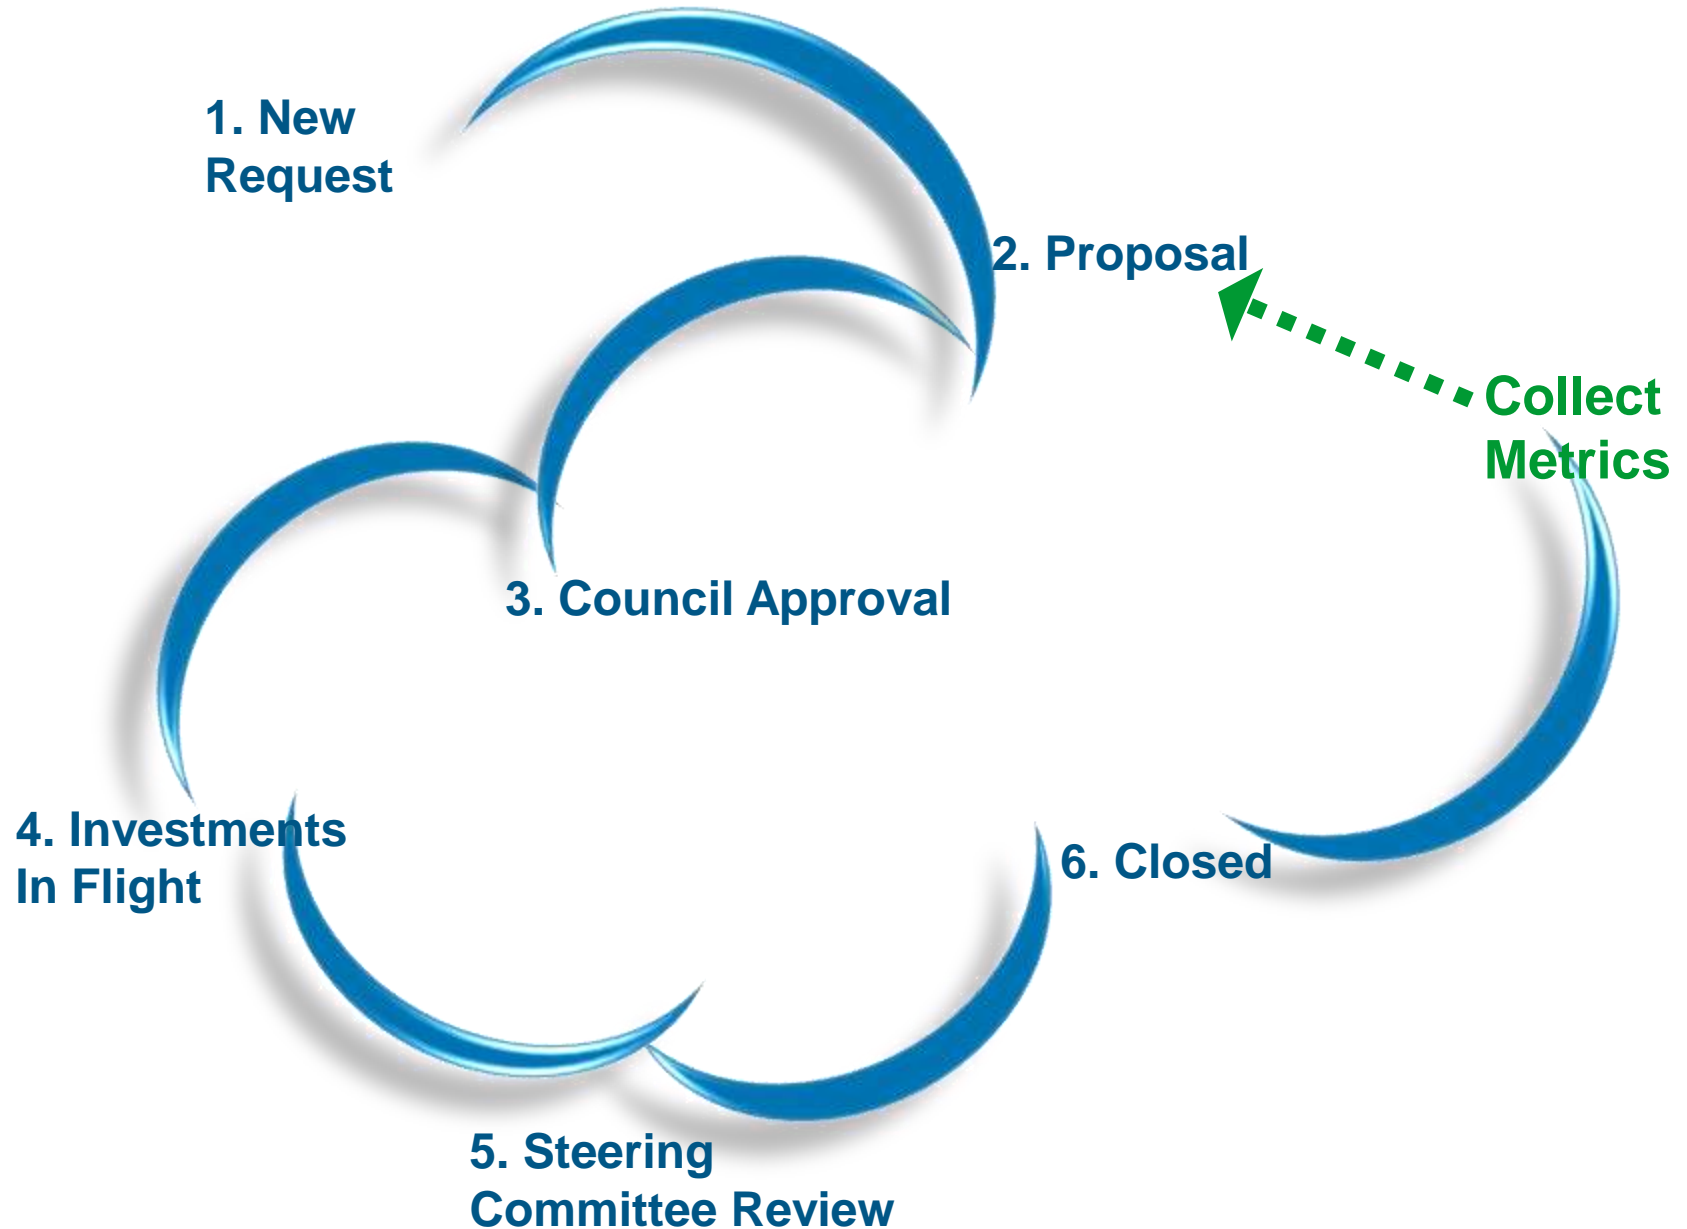 1. New
Request
2. Proposal
Collect
Metrics
3. Council Approval
4. Investments
In Flight
6. Closed
5. Steering
Committee Review